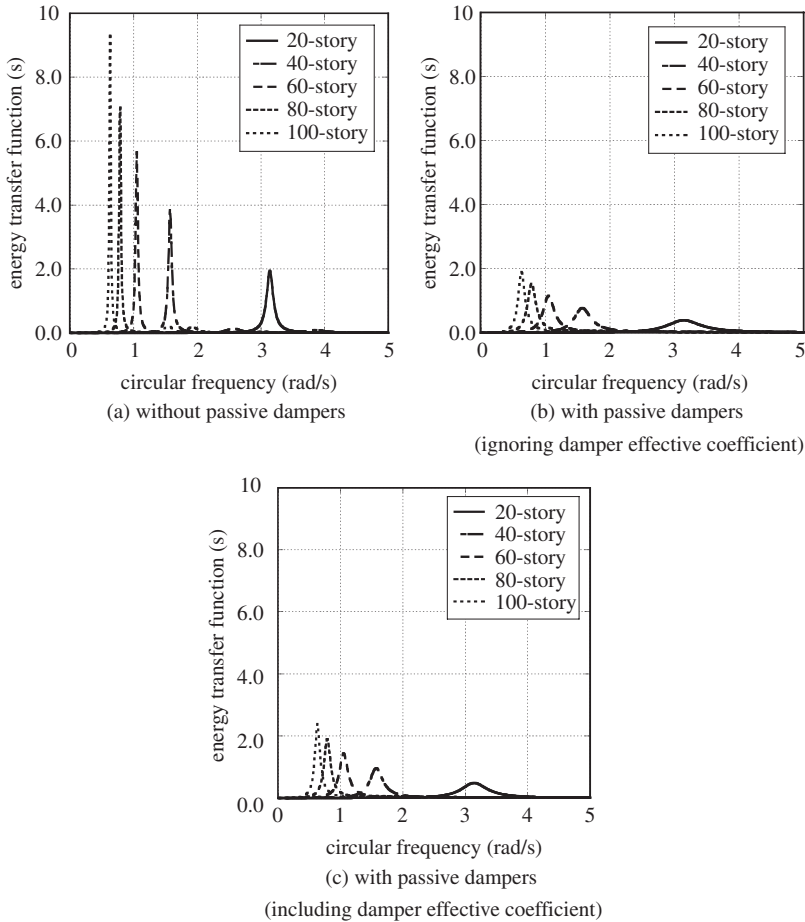 energy transfer function (s)
10
8.0
6.0
4.0
2.0
0.0
0 1 2 3 4 5
20-story
40-story
60-story
80-story
100-story
circular frequency (rad/s)
(a) without passive dampers
energy transfer function (s)
10
8.0
6.0
4.0
2.0
0.0
0 1 2 3 4 5
20-story
40-story
60-story
80-story
100-story
circular frequency (rad/s)
(b) with passive dampers
(ignoring damper effective coefficient)
energy transfer function (s)
10
8.0
6.0
4.0
2.0
0.0
0 1 2 3 4 5
20-story
40-story
60-story
80-story
100-story
circular frequency (rad/s)
(c) with passive dampers
(including damper effective coefficient)